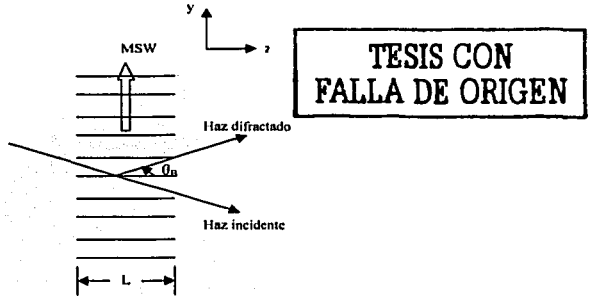 y
z
MSW
TESIS CON
FALLA DE ORIGEN
Haz difractado
θB
Haz incidente
L